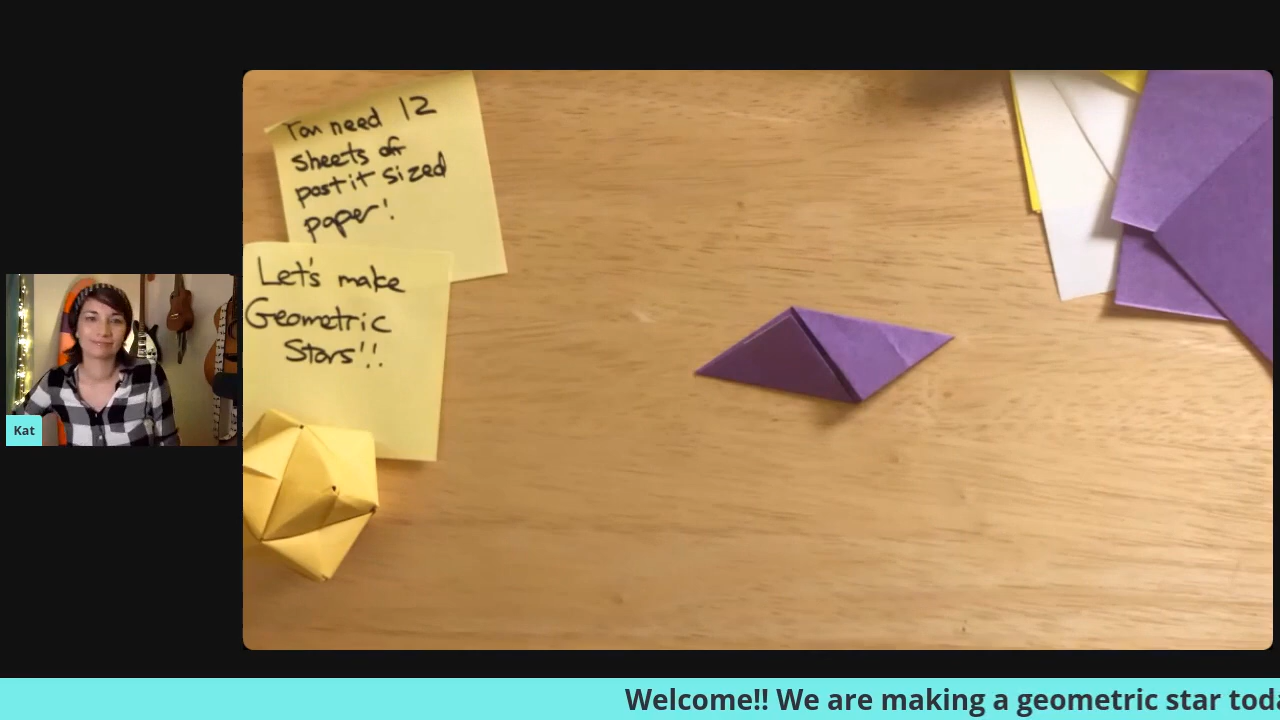 You need 12
sheets of
post it sized
paper!
Let's make
Geometric
Stars!!
Kat
Welcome!! We are making a geometric star toda